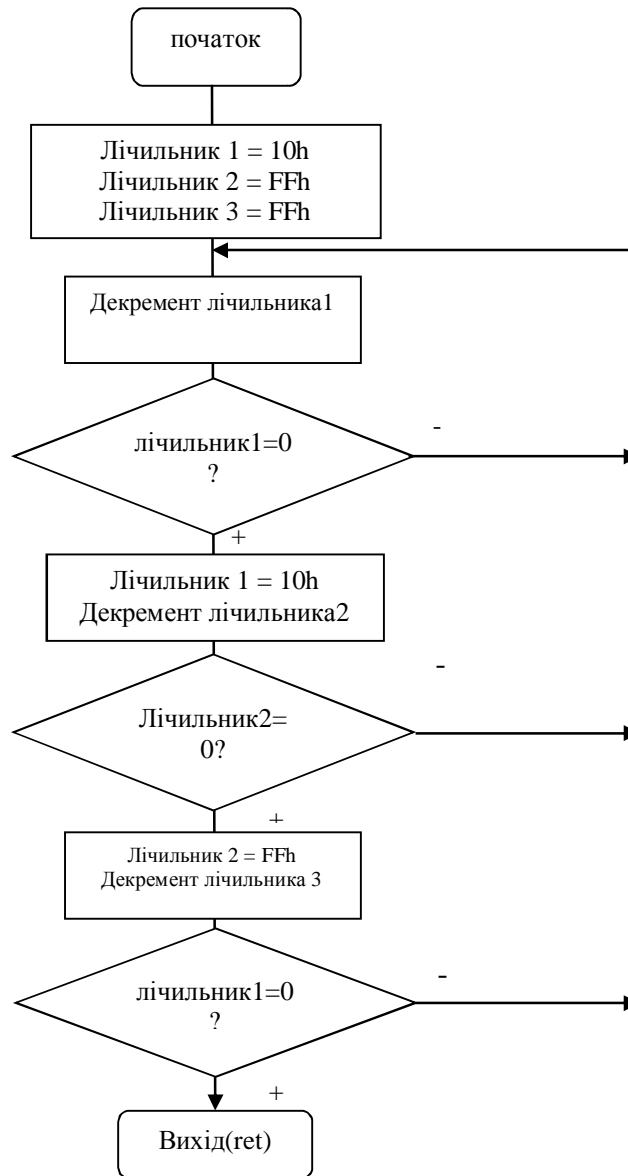 початок
Лічильник 1 = 10h
Лічильник 2 = FFh
Лічильник 3 = FFh
Декремент лічильника1
лічильник1=0
?
-
+
Лічильник 1 = 10h
Декремент лічильника2
-
Лічильник2=
0?
+
Лічильник 2 = FFh
Декремент лічильника 3
-
лічильник1=0
?
+
Вихід(ret)